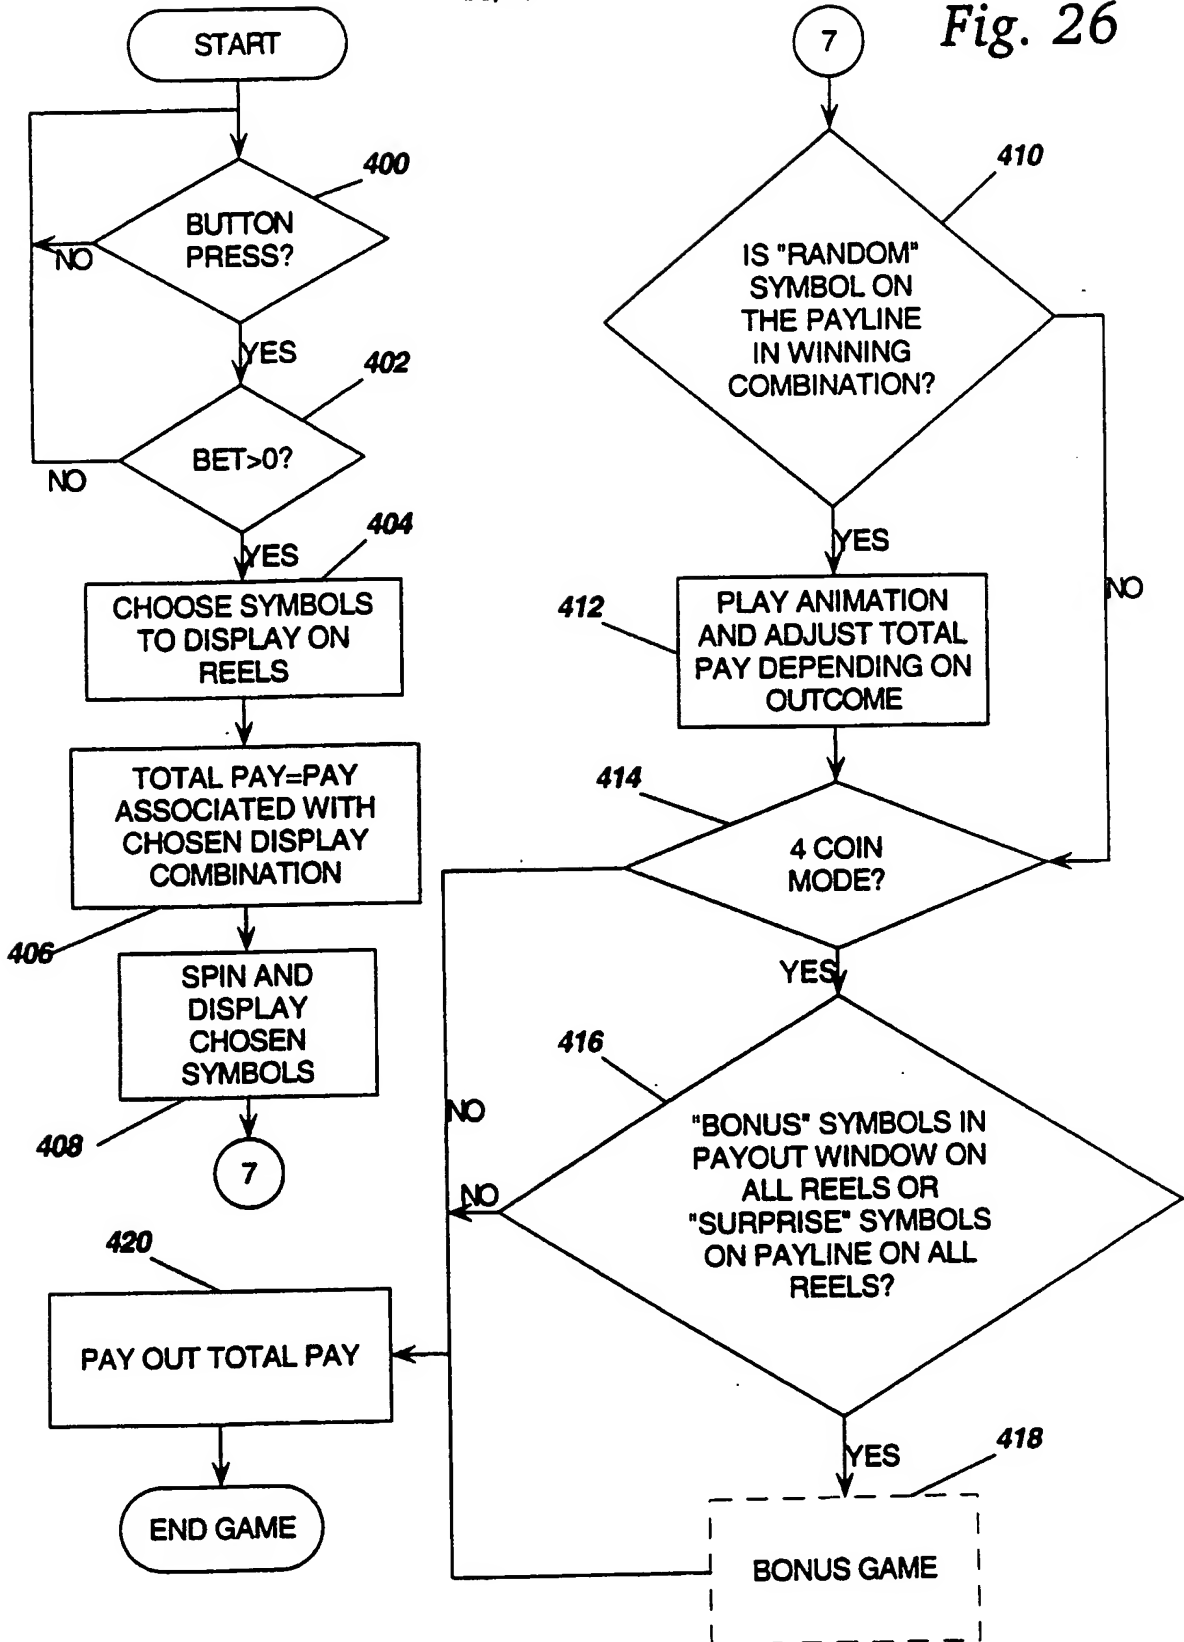 Fig. 26
START
400
BUTTON
PRESS?
NO
YES
402
BET>0?
NO
YES
404
CHOOSE SYMBOLS
TO DISPLAY ON
REELS
TOTAL PAY=PAY
ASSOCIATED WITH
CHOSEN DISPLAY
COMBINATION
406
SPIN AND
DISPLAY
CHOSEN
SYMBOLS
408
7
7
410
IS "RANDOM"
SYMBOL ON
THE PAYLINE
IN WINNING
COMBINATION?
YES
NO
412
PLAY ANIMATION
AND ADJUST TOTAL
PAY DEPENDING ON
OUTCOME
414
4 COIN
MODE?
YES
NO
416
"BONUS" SYMBOLS IN
PAYOUT WINDOW ON
ALL REELS OR
"SURPRISE" SYMBOLS
ON PAYLINE ON ALL
REELS?
NO
YES
418
BONUS GAME
420
PAY OUT TOTAL PAY
END GAME